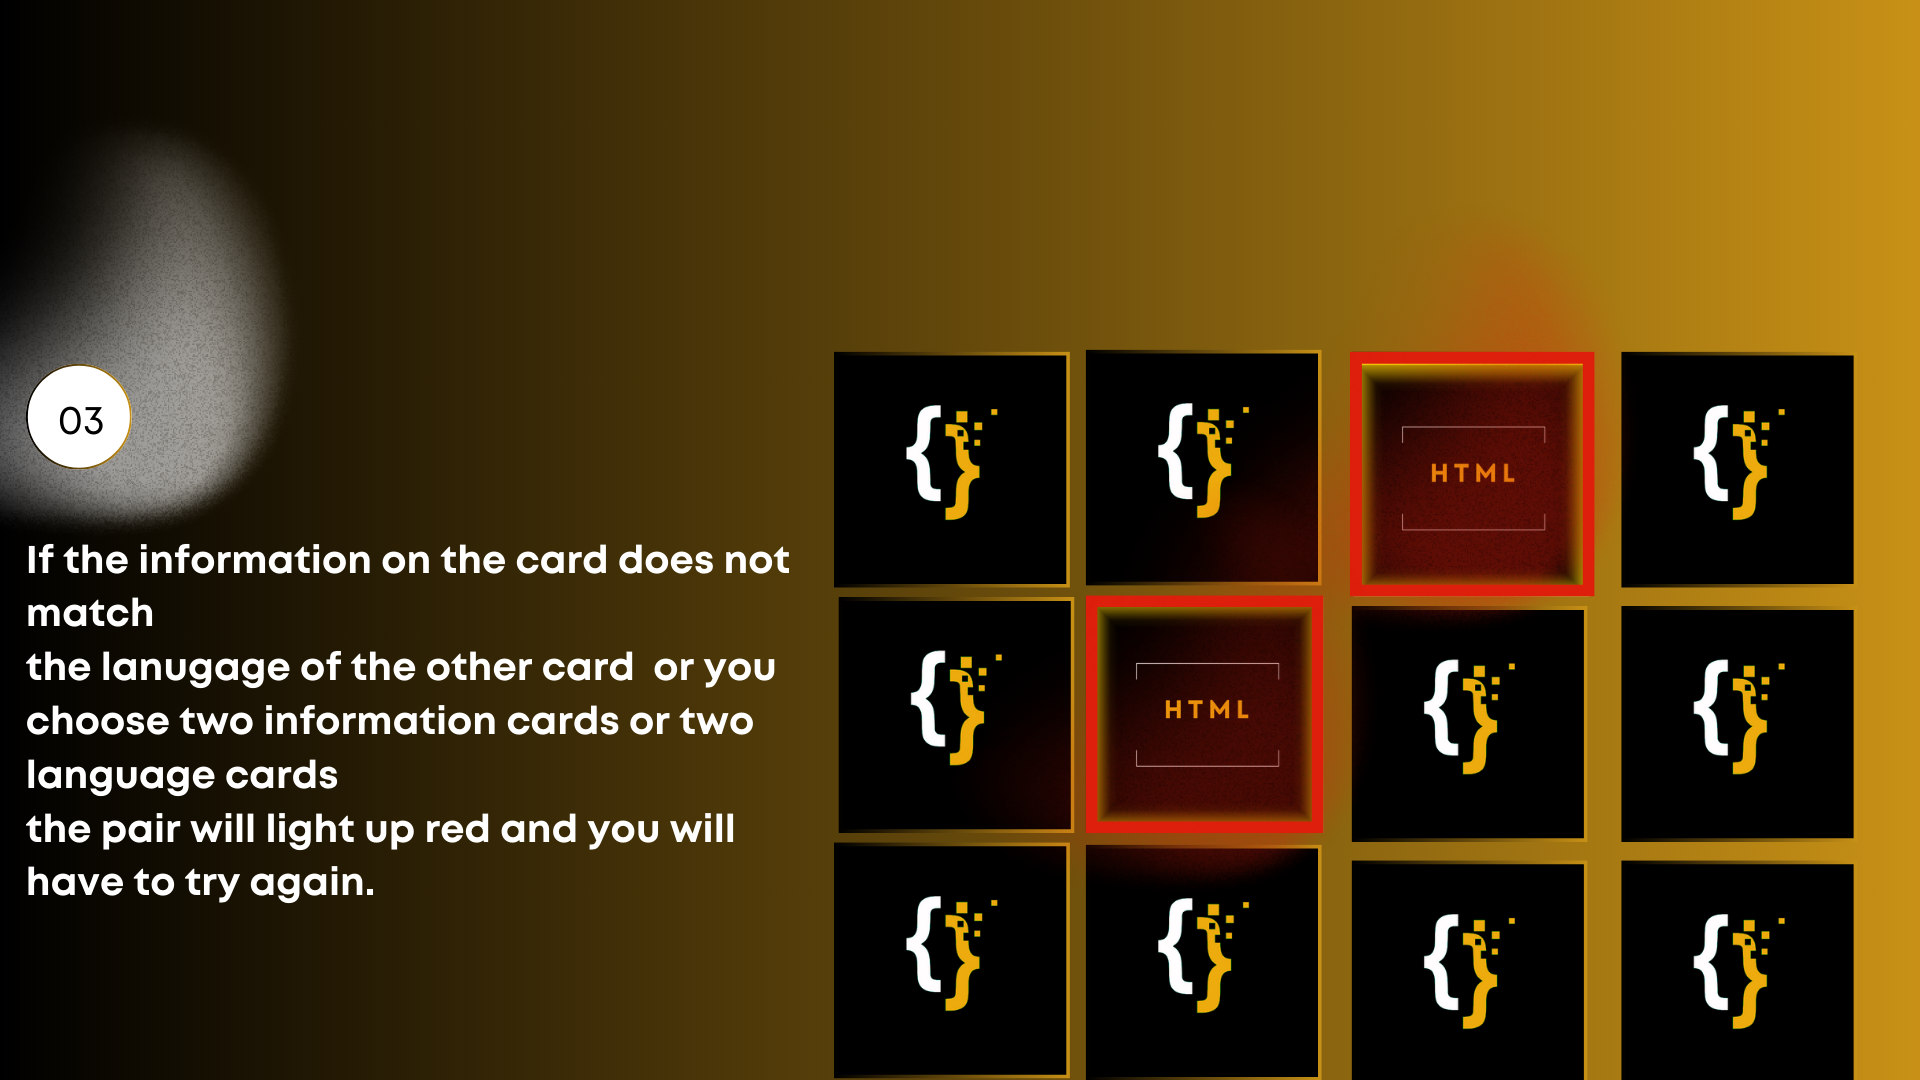 03
If the information on the card does not
match
the lanugage of the other card  or you
choose two information cards or two
language cards
the pair will light up red and you will
have to try again.
HTML
HTML